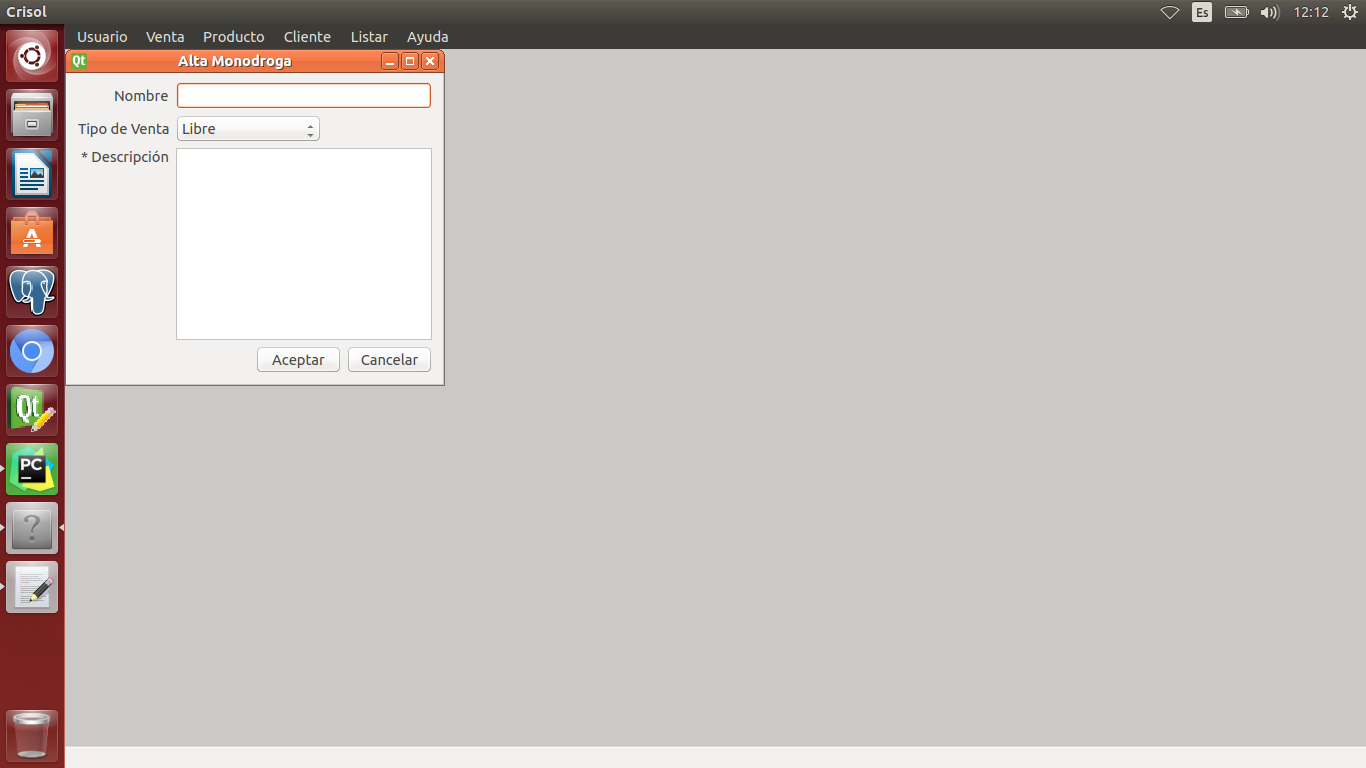 Crisol
Es
12:12
Usuario Venta Producto Cliente Listar Ayuda
Qt Alta Monodroga
Nombre
Tipo de Venta Libre
* Descripción
Aceptar Cancelar
A
Qt
PC
?